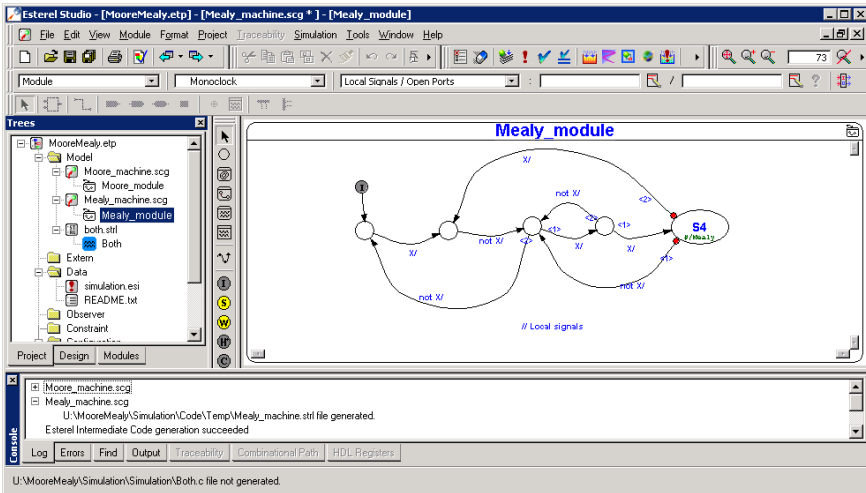 Esterel Studio - [MooreMealy.etp] - [Mealy_machine.scg * ] - [Mealy_module]
File Edit View Module Format Project Traceability Simulation Tools Window Help
73
Module Monoclock Local Signals / Open Ports : /
Trees
MooreMealy.etp
Model
Moore_machine.scg
Moore_module
Mealy_machine.scg
Mealy_module
both.strl
Both
Extern
Data
simulation.esi
README.txt
Observer
Constraint
Configuration
Project Design Modules
I
S
W
H*
C
Mealy_module
X/
I
not X/
<2>
<2>
<1>
S4
#/Mealy
not X/
<2>
<1>
X/
X/
X/
<1>
not X/
not X/
// Local signals
Console
Moore_machine.scg
Mealy_machine.scg
U:\MooreMealy\Simulation\Code\Temp\Mealy_machine.strl file generated.
Esterel Intermediate Code generation succeeded
Log Errors Find Output Traceability Combinational Path HDL Registers
U:\MooreMealy\Simulation\Simulation\Both.c file not generated.